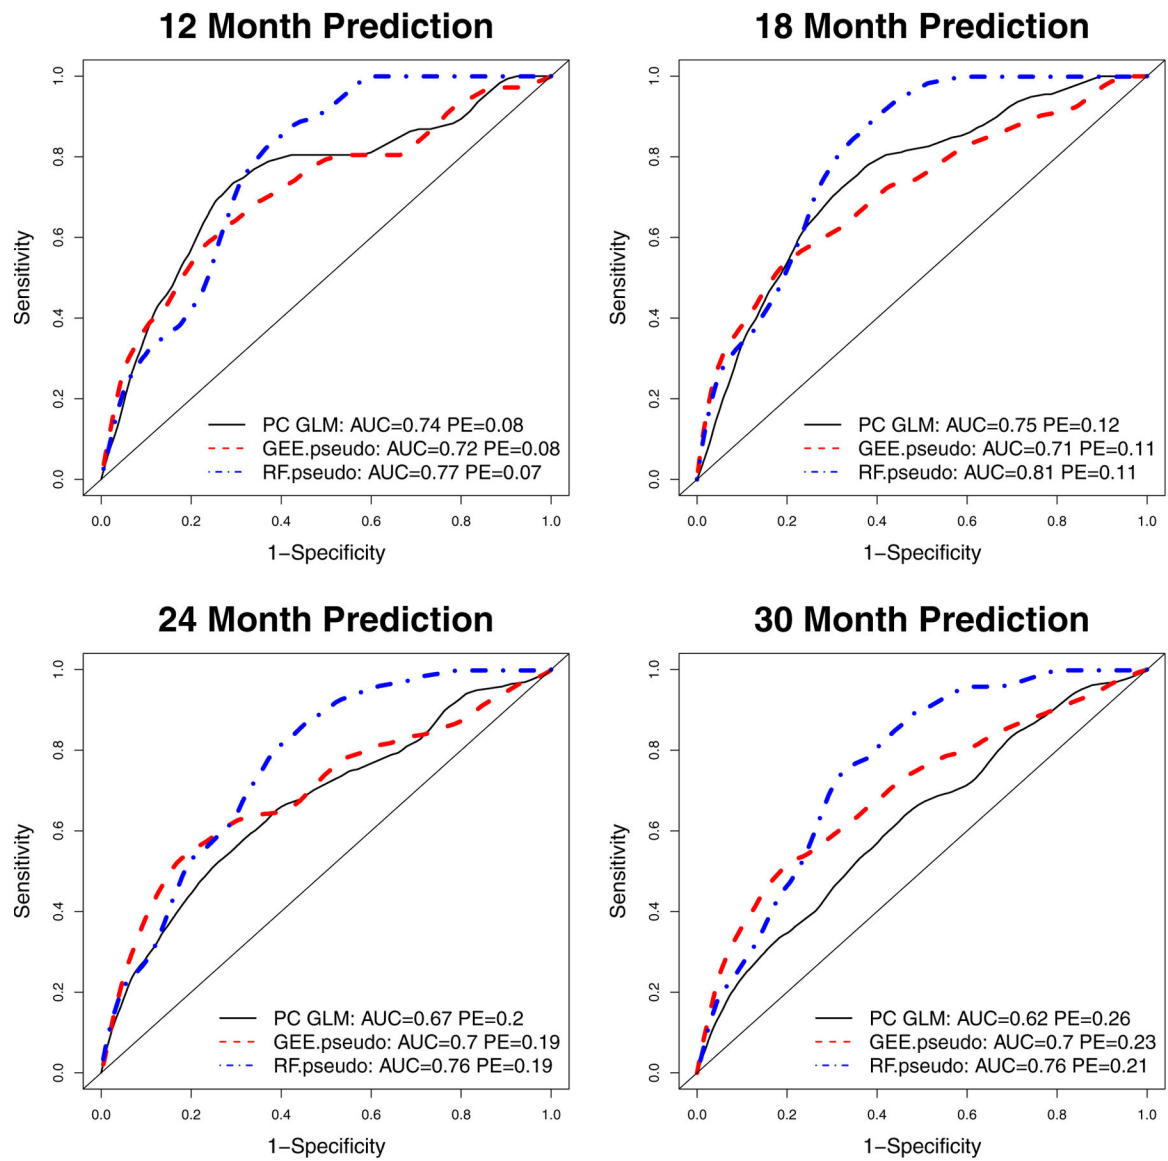 12 Month Prediction
Sensitivity
1.0
0.8
0.6
0.4
0.2
0.0
PC GLM: AUC=0.74 PE=0.08
GEE.pseudo: AUC=0.72 PE=0.08
RF.pseudo: AUC=0.77 PE=0.07
0.0 0.2 0.4 0.6 0.8 1.0
1−Specificity
18 Month Prediction
Sensitivity
1.0
0.8
0.6
0.4
0.2
0.0
PC GLM: AUC=0.75 PE=0.12
GEE.pseudo: AUC=0.71 PE=0.11
RF.pseudo: AUC=0.81 PE=0.11
0.0 0.2 0.4 0.6 0.8 1.0
1−Specificity
24 Month Prediction
Sensitivity
1.0
0.8
0.6
0.4
0.2
0.0
PC GLM: AUC=0.67 PE=0.2
GEE.pseudo: AUC=0.7 PE=0.19
RF.pseudo: AUC=0.76 PE=0.19
0.0 0.2 0.4 0.6 0.8 1.0
1−Specificity
30 Month Prediction
Sensitivity
1.0
0.8
0.6
0.4
0.2
0.0
PC GLM: AUC=0.62 PE=0.26
GEE.pseudo: AUC=0.7 PE=0.23
RF.pseudo: AUC=0.76 PE=0.21
0.0 0.2 0.4 0.6 0.8 1.0
1−Specificity